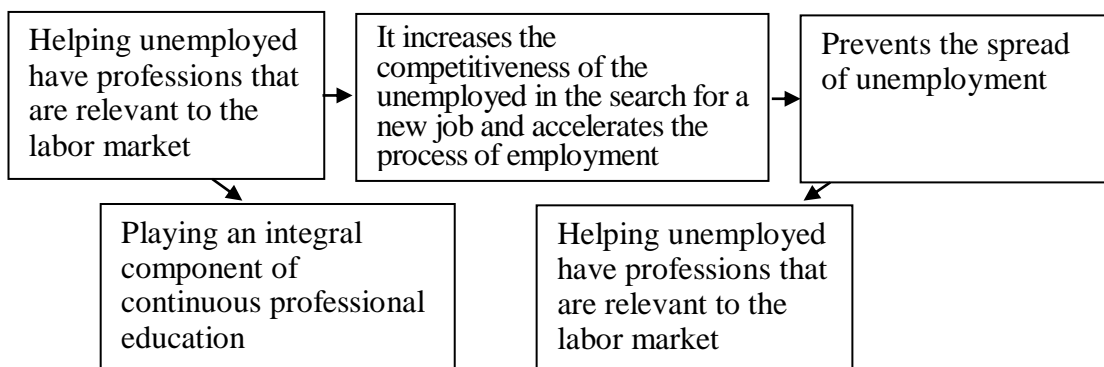 Helping unemployed
have professions that
are relevant to the
labor market
It increases the
competitiveness of the
unemployed in the search for a
new job and accelerates the
process of employment
Prevents the spread
of unemployment
Playing an integral
component of
continuous professional
education
Helping unemployed
have professions that
are relevant to the
labor market